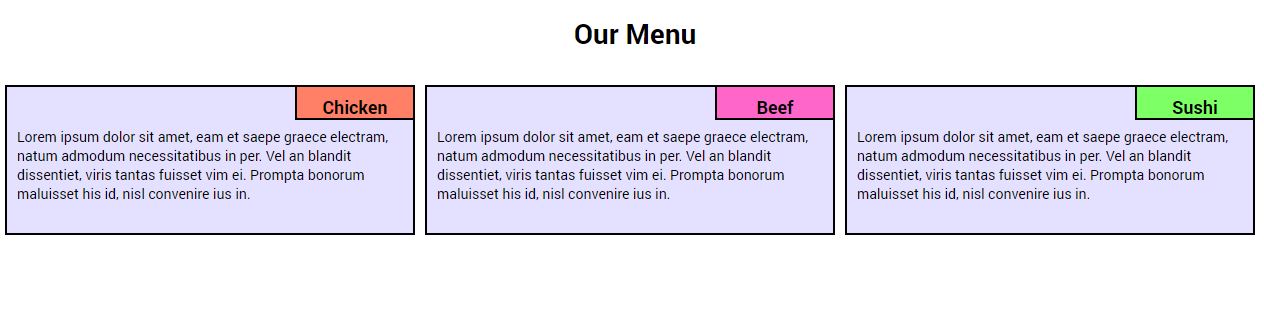 Our Menu
Chicken
Lorem ipsum dolor sit amet, eam et saepe graece electram,
natum admodum necessitatibus in per. Vel an blandit
dissentiet, viris tantas fuisset vim ei. Prompta bonorum
maluisset his id, nisl convenire ius in.
Beef
Lorem ipsum dolor sit amet, eam et saepe graece electram,
natum admodum necessitatibus in per. Vel an blandit
dissentiet, viris tantas fuisset vim ei. Prompta bonorum
maluisset his id, nisl convenire ius in.
Sushi
Lorem ipsum dolor sit amet, eam et saepe graece electram,
natum admodum necessitatibus in per. Vel an blandit
dissentiet, viris tantas fuisset vim ei. Prompta bonorum
maluisset his id, nisl convenire ius in.